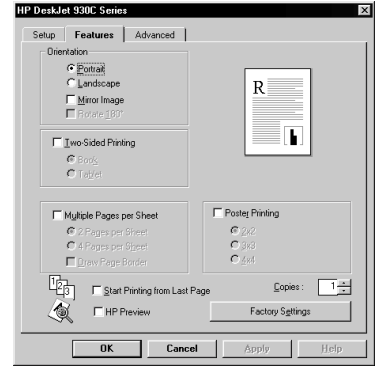 HP DeskJet 930C Series
Setup Features Advanced
Orientation
Portrait
Landscape
Mirror Image
Rotate 180°
R
Two-Sided Printing
Book
Tablet
Multiple Pages per Sheet
2 Pages per Sheet
4 Pages per Sheet
Draw Page Border
Poster Printing
2x2
3x3
4x4
1 2 3
Start Printing from Last Page
Copies : 1
HP Preview
Factory Settings
OK Cancel Apply Help